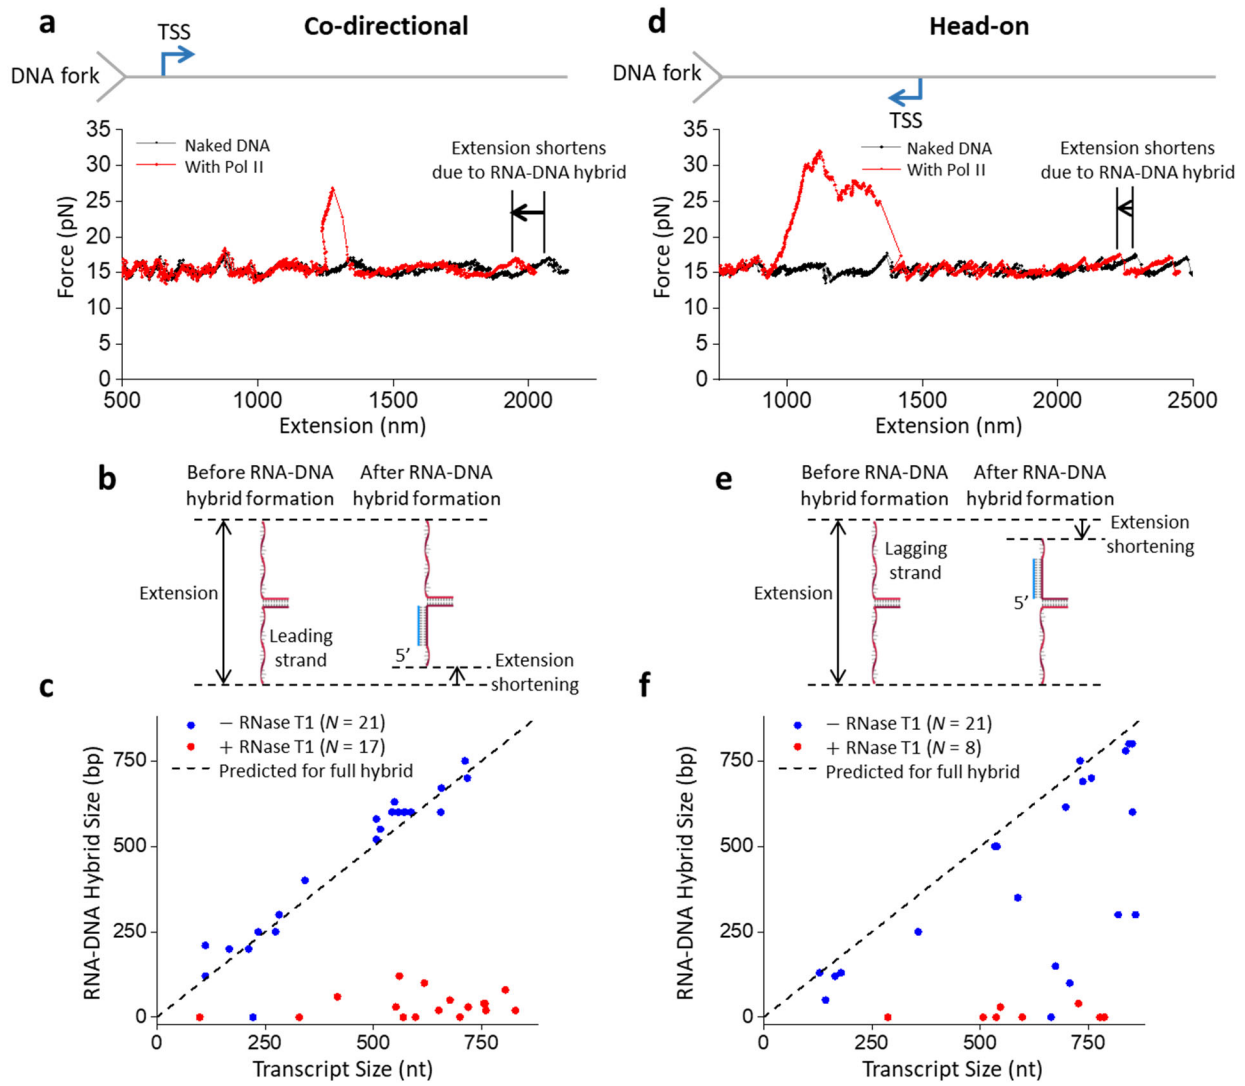 a
Co-directional
TSS
DNA fork
35
30
25
20
15
10
5
0
Force (pN)
Naked DNA
With Pol II
Extension shortens
due to RNA-DNA hybrid
500
1000
1500
2000
Extension (nm)
d
Head-on
DNA fork
TSS
35
30
25
20
15
10
5
0
Force (pN)
Naked DNA
With Pol II
Extension shortens
due to RNA-DNA hybrid
1000
1500
2000
2500
Extension (nm)
b
Before RNA-DNA
hybrid formation
After RNA-DNA
hybrid formation
Extension
Leading
strand
5’
Extension
shortening
e
Before RNA-DNA
hybrid formation
After RNA-DNA
hybrid formation
Extension
Lagging
strand
5’
Extension
shortening
c
− RNase T1 (N = 21)
+ RNase T1 (N = 17)
Predicted for full hybrid
750
500
250
0
RNA-DNA Hybrid Size (bp)
0
250
500
750
Transcript Size (nt)
f
− RNase T1 (N = 21)
+ RNase T1 (N = 8)
Predicted for full hybrid
750
500
250
0
RNA-DNA Hybrid Size (bp)
0
250
500
750
Transcript Size (nt)